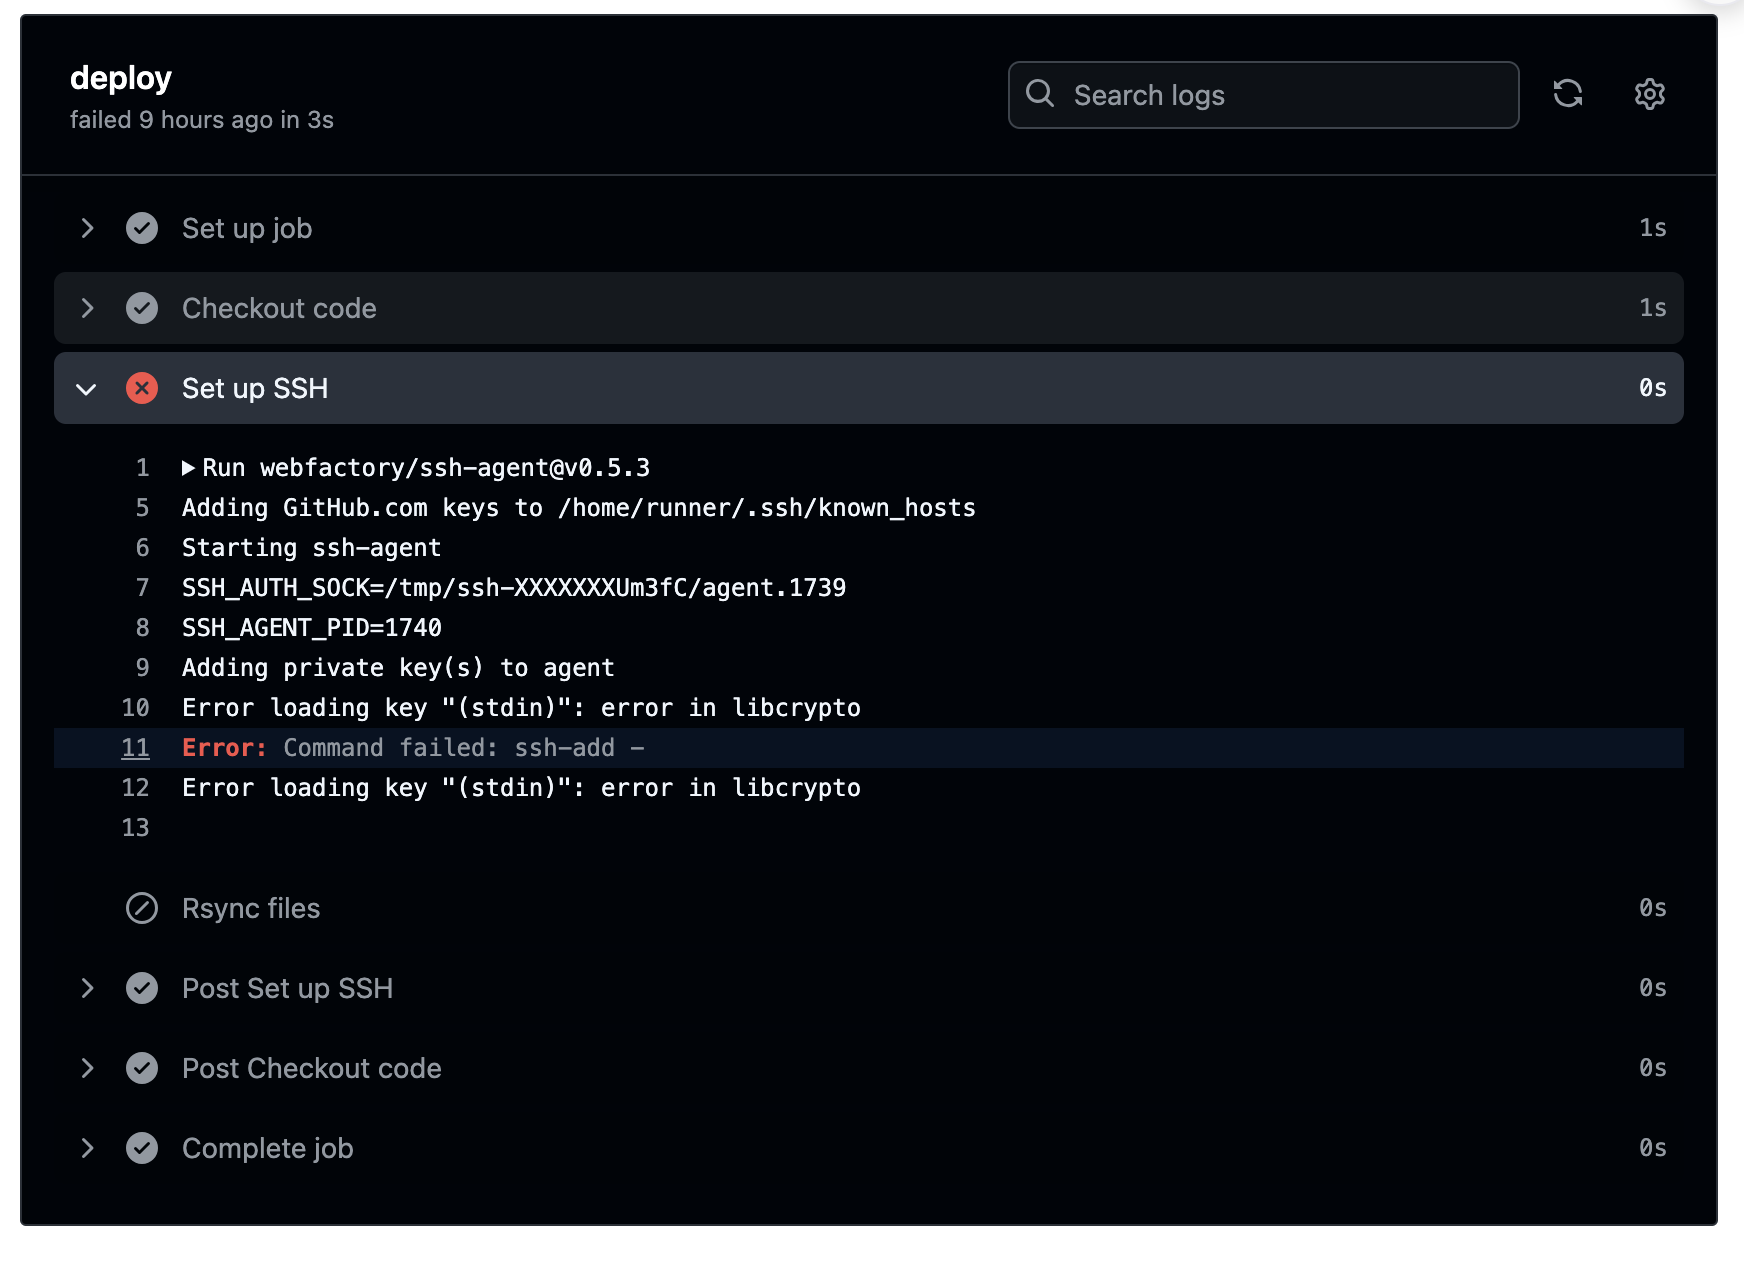 deploy
failed 9 hours ago in 3s
Search logs
Set up job 1s
Checkout code 1s
Set up SSH 0s
1 Run webfactory/ssh-agent@v0.5.3
5 Adding GitHub.com keys to /home/runner/.ssh/known_hosts
6 Starting ssh-agent
7 SSH_AUTH_SOCK=/tmp/ssh-XXXXXXXUm3fC/agent.1739
8 SSH_AGENT_PID=1740
9 Adding private key(s) to agent
10 Error loading key "(stdin)": error in libcrypto
11 Error: Command failed: ssh-add -
12 Error loading key "(stdin)": error in libcrypto
13
Rsync files 0s
Post Set up SSH 0s
Post Checkout code 0s
Complete job 0s